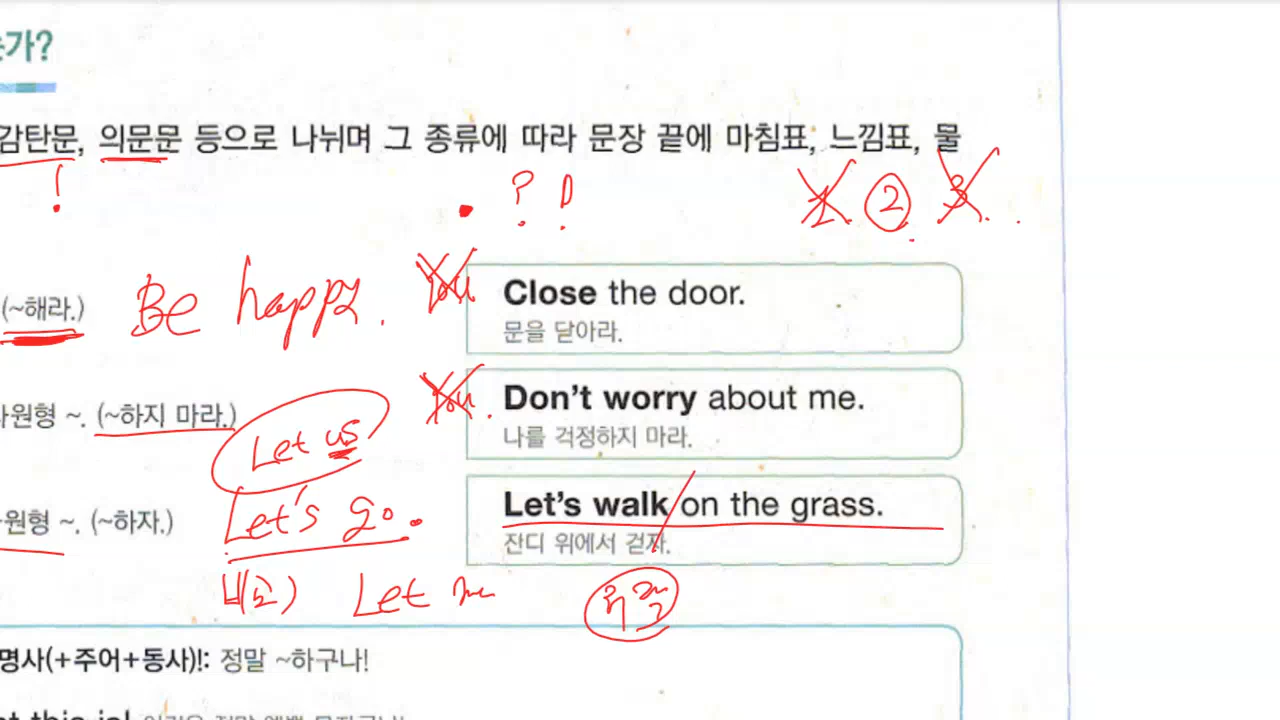 는가?
감탄문, 의문문 등으로 나뉘며 그 종류에 따라 문장 끝에 마침표, 느낌표, 물
! . ? ! 1 2 3
(~해라.) Be happy. You Close the door.
문을 닫아라.
사원형 ~. (~하지 마라.) Let us You. Don't worry about me.
나를 걱정하지 마라.
원형 ~. (~하자.) Let's go. Let's walk on the grass.
잔디 위에서 걷자.
비교) Let me
명사(+주어+동사)!: 정말 ~하구나!